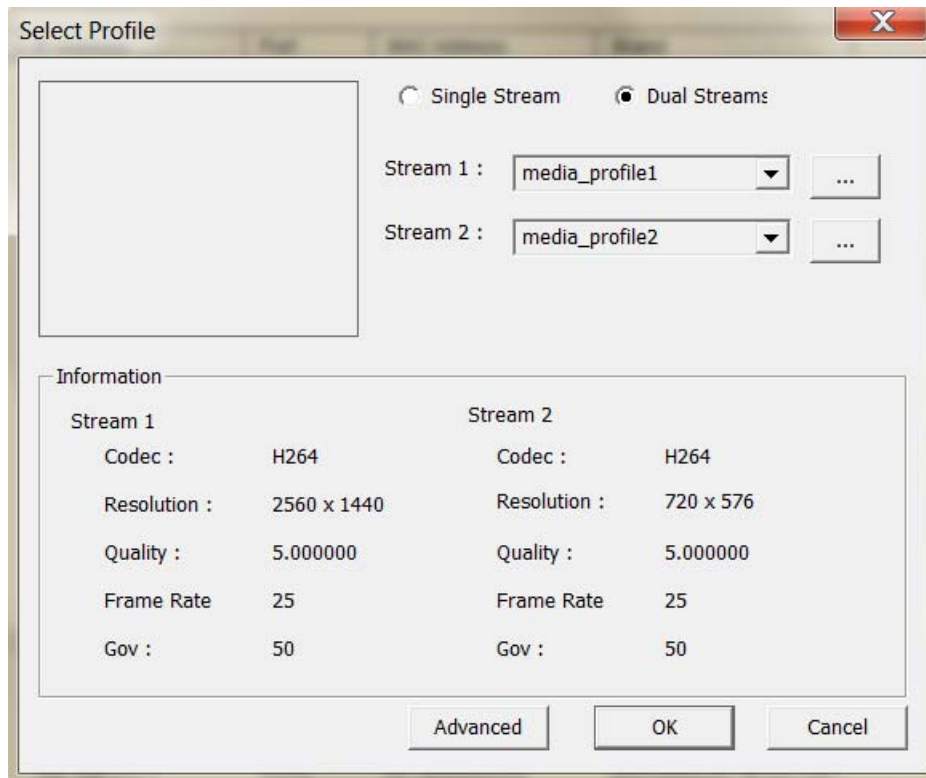 Select Profile
Single Stream
Dual Streams
Stream 1 :
media_profile1
...
Stream 2 :
media_profile2
...
Information
Stream 1
Codec : H264
Resolution : 2560 x 1440
Quality : 5.000000
Frame Rate 25
Gov : 50
Stream 2
Codec : H264
Resolution : 720 x 576
Quality : 5.000000
Frame Rate 25
Gov : 50
Advanced
OK
Cancel